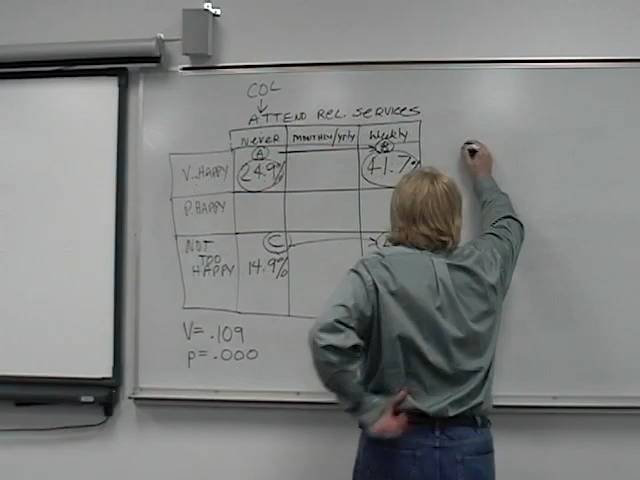 COL
ATTEND REL. SERVICES
NEVER MONTHLY/YRLY WEEKLY
A B
V. HAPPY 24.9% 41.7%
P. HAPPY
NOT TOO HAPPY C
14.9%
V= .109
p= .000